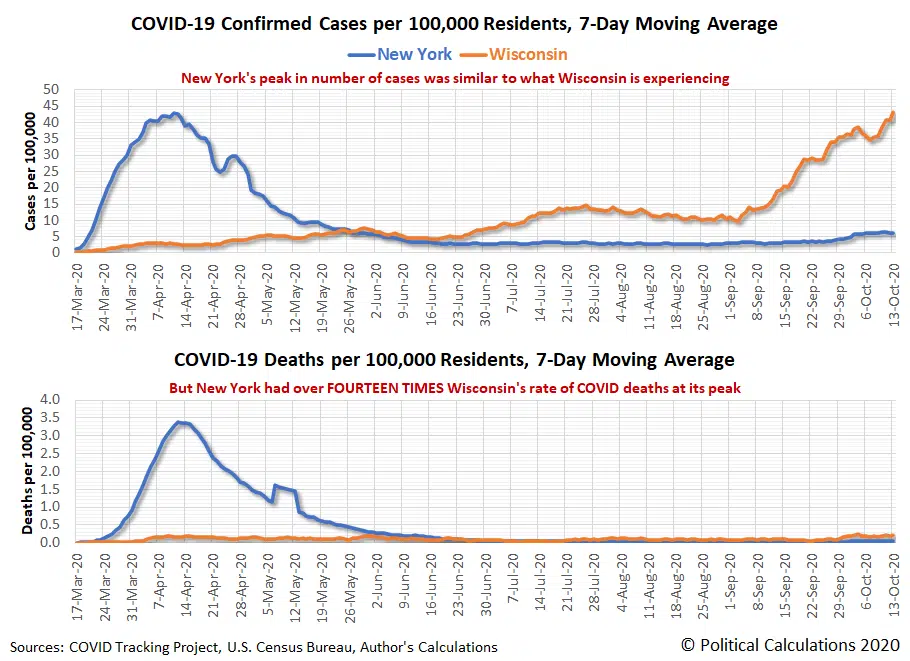 COVID-19 Confirmed Cases per 100,000 Residents, 7-Day Moving Average
New York Wisconsin
New York's peak in number of cases was similar to what Wisconsin is experiencing
Cases per 100,000
50
45
40
35
30
25
20
15
10
5
0
17-Mar-20
24-Mar-20
31-Mar-20
7-Apr-20
14-Apr-20
21-Apr-20
28-Apr-20
5-May-20
12-May-20
19-May-20
26-May-20
2-Jun-20
9-Jun-20
16-Jun-20
23-Jun-20
30-Jun-20
7-Jul-20
14-Jul-20
21-Jul-20
28-Jul-20
4-Aug-20
11-Aug-20
18-Aug-20
25-Aug-20
1-Sep-20
8-Sep-20
15-Sep-20
22-Sep-20
29-Sep-20
6-Oct-20
13-Oct-20
COVID-19 Deaths per 100,000 Residents, 7-Day Moving Average
But New York had over FOURTEEN TIMES Wisconsin's rate of COVID deaths at its peak
Deaths per 100,000
4.0
3.5
3.0
2.5
2.0
1.5
1.0
0.5
0.0
17-Mar-20
24-Mar-20
31-Mar-20
7-Apr-20
14-Apr-20
21-Apr-20
28-Apr-20
5-May-20
12-May-20
19-May-20
26-May-20
2-Jun-20
9-Jun-20
16-Jun-20
23-Jun-20
30-Jun-20
7-Jul-20
14-Jul-20
21-Jul-20
28-Jul-20
4-Aug-20
11-Aug-20
18-Aug-20
25-Aug-20
1-Sep-20
8-Sep-20
15-Sep-20
22-Sep-20
29-Sep-20
6-Oct-20
13-Oct-20
Sources: COVID Tracking Project, U.S. Census Bureau, Author's Calculations
© Political Calculations 2020